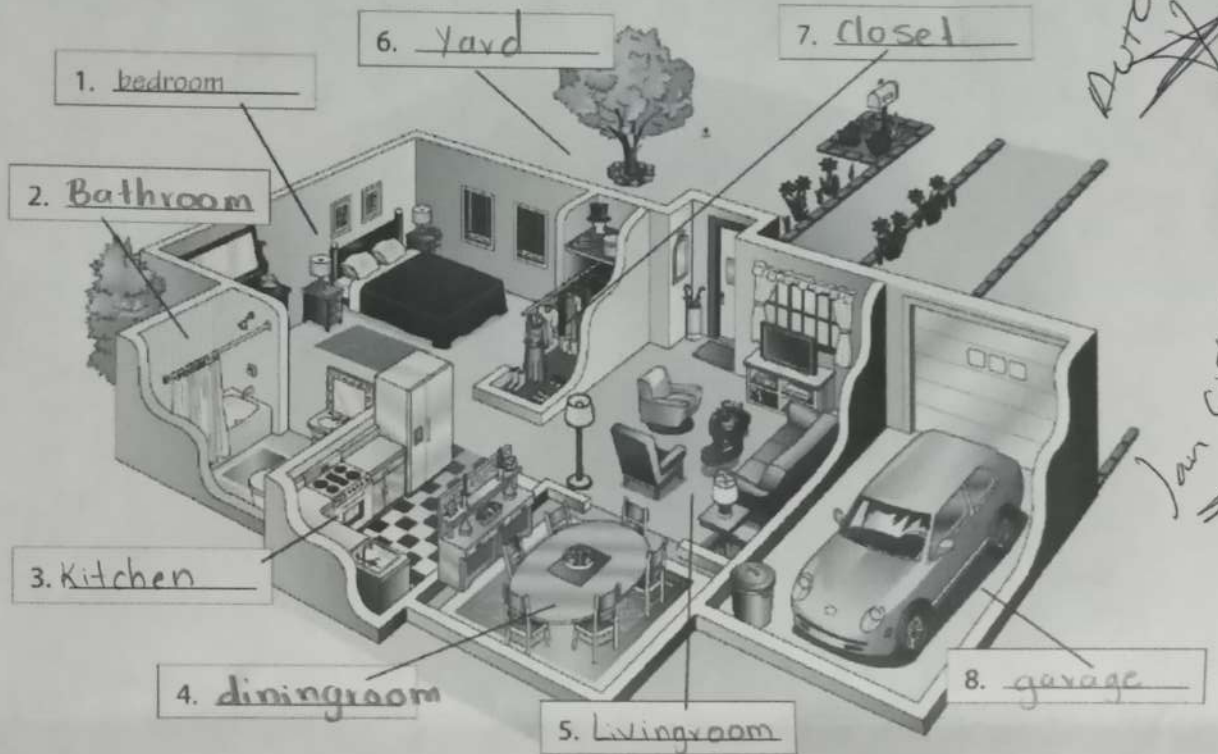 6. Yard
7. closet
1. bedroom
2. Bathroom
3. Kitchen
4. diningroom
5. Livingroom
8. garage